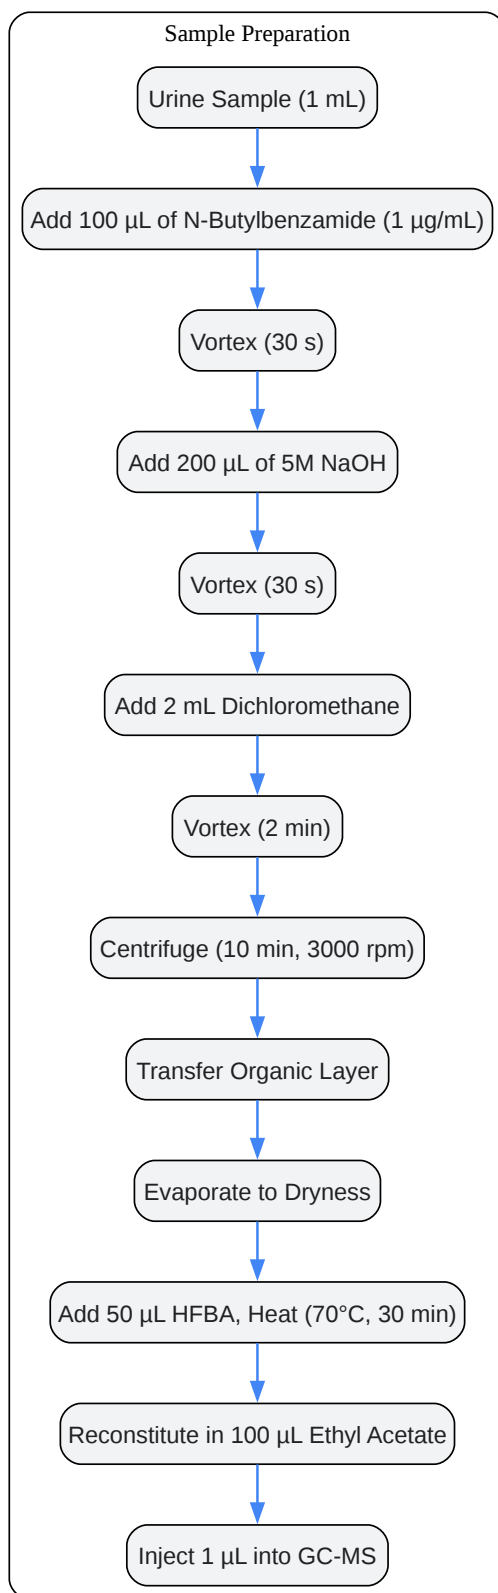 Sample Preparation
Urine Sample (1 mL)
Add 100 µL of N-Butylbenzamide (1 µg/mL)
Vortex (30 s)
Add 200 µL of 5M NaOH
Vortex (30 s)
Add 2 mL Dichloromethane
Vortex (2 min)
Centrifuge (10 min, 3000 rpm)
Transfer Organic Layer
Evaporate to Dryness
Add 50 µL HFBA, Heat (70°C, 30 min)
Reconstitute in 100 µL Ethyl Acetate
Inject 1 µL into GC-MS